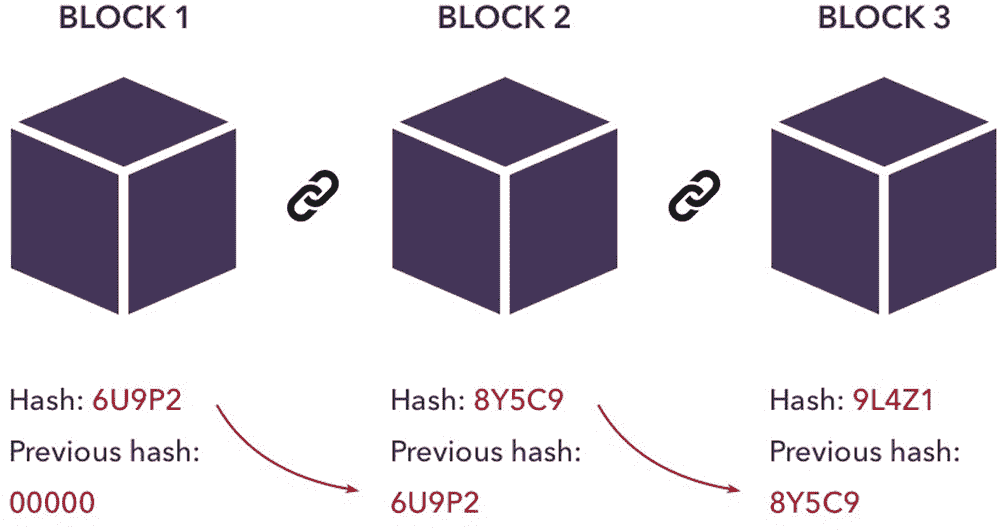 BLOCK 1
BLOCK 2
BLOCK 3
Hash: 6U9P2
Previous hash:
00000
Hash: 8Y5C9
Previous hash:
6U9P2
Hash: 9L4Z1
Previous hash:
8Y5C9